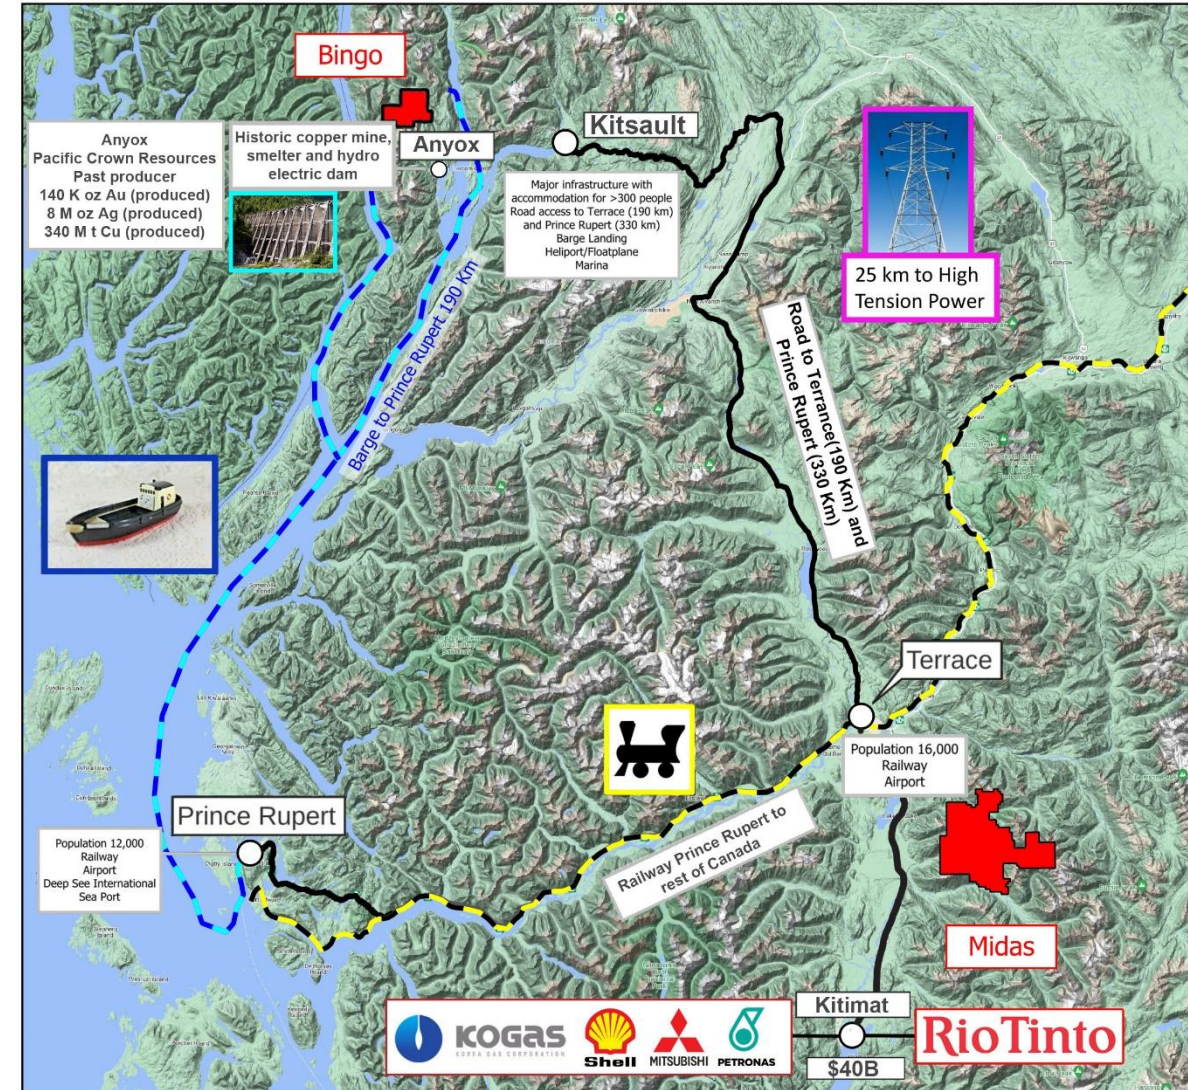 Bingo
Anyox
Pacific Crown Resources
Past producer
140 K oz Au (produced)
8 M oz Ag (produced)
340 M t Cu (produced)
Historic copper mine,
smelter and hydro
electric dam
Anyox
Kitsault
Major infrastructure with
accommodation for >300 people
Road access to Terrace (190 km)
and Prince Rupert (330 km)
Barge Landing
Heliport/Floatplane
Marina
25 km to High
Tension Power
Barge to Prince Rupert 190 Km
Road to Terrance(190 Km) and
Prince Rupert (330 Km)
Terrace
Population 16,000
Railway
Airport
Prince Rupert
Population 12,000
Railway
Airport
Deep See International
Sea Port
Railway Prince Rupert to
rest of Canada
Midas
Kitimat
$40B
KOGAS
KOREA GAS CORPORATION
Shell
MITSUBISHI
PETRONAS
RioTinto